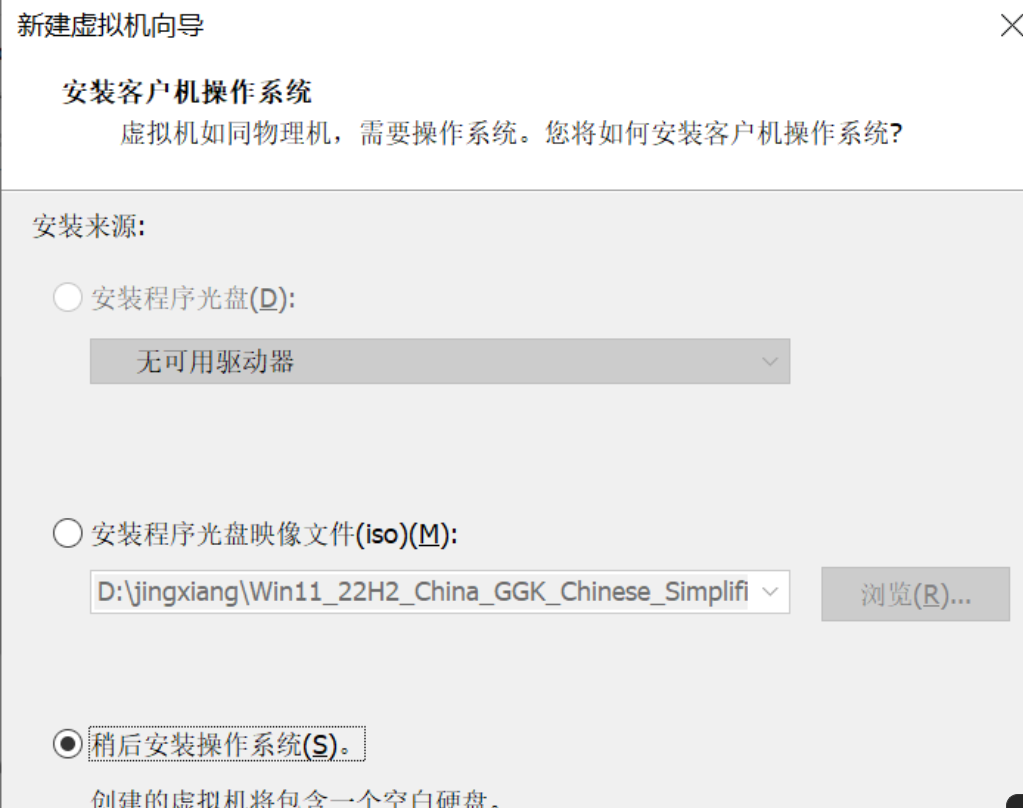 新建虚拟机向导
安装客户机操作系统
虚拟机如同物理机，需要操作系统。您将如何安装客户机操作系统?
安装来源:
安装程序光盘(D):
无可用驱动器
安装程序光盘映像文件(iso)(M):
D:\jingxiang\Win11_22H2_China_GGK_Chinese_Simplifi
浏览(R)...
稍后安装操作系统(S)。
创建的虚拟机将包含一个空白硬盘。